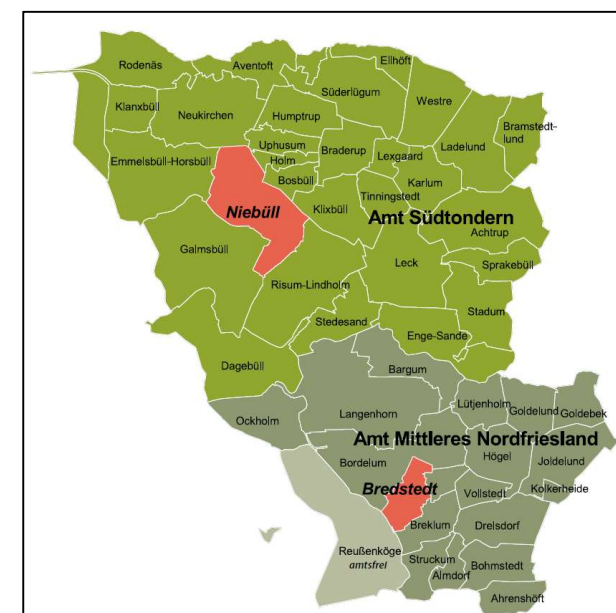 Rodenäs
Aventoft
Ellhöft
Süderlügum
Westre
Klanxbüll
Neukirchen
Humptrup
Bramstedt-
lund
Uphusum
Braderup
Lexgaard
Ladelund
Emmelsbüll-Horsbüll
Holm
Bosbüll
Karlum
Tinningstedt
Niebüll
Klixbüll
Amt Südtondern
Achtrup
Galmsbüll
Leck
Sprakebüll
Risum-Lindholm
Stadum
Stedesand
Enge-Sande
Dagebüll
Bargum
Ockholm
Langenhorn
Lütjenholm
Goldelund
Goldebek
Amt Mittleres Nordfriesland
Högel
Joldelund
Bordelum
Bredstedt
Vollstedt
Kolkerheide
Breklum
Drelsdorf
Reußenköge
amtsfrei
Struckum
Almdorf
Bohmstedt
Ahrenshöft